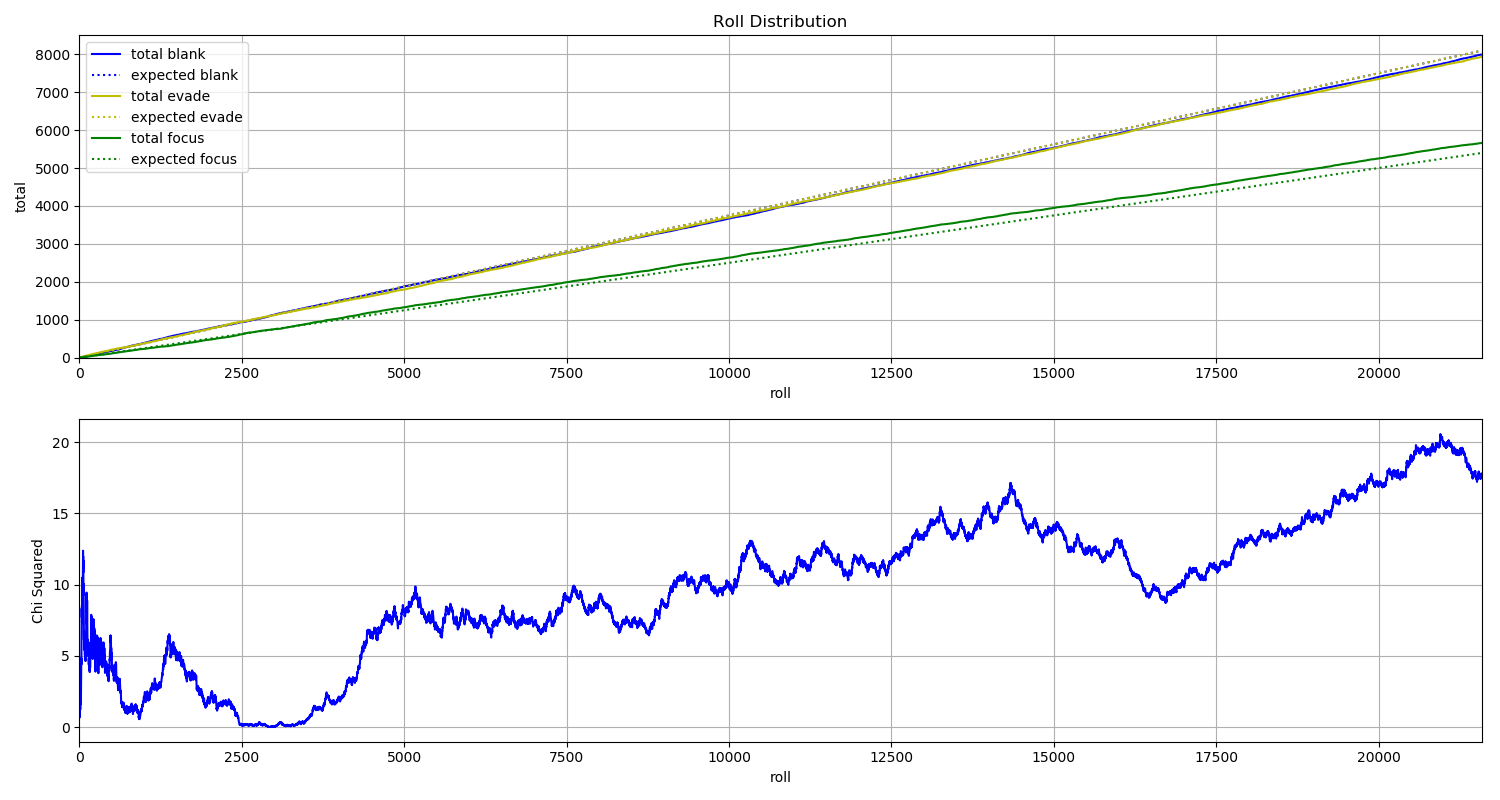 Roll Distribution
total blank
expected blank
total evade
expected evade
total focus
expected focus
8000
7000
6000
5000
4000
3000
2000
1000
0
total
0 2500 5000 7500 10000 12500 15000 17500 20000
roll
20
15
10
5
0
Chi Squared
0 2500 5000 7500 10000 12500 15000 17500 20000
roll